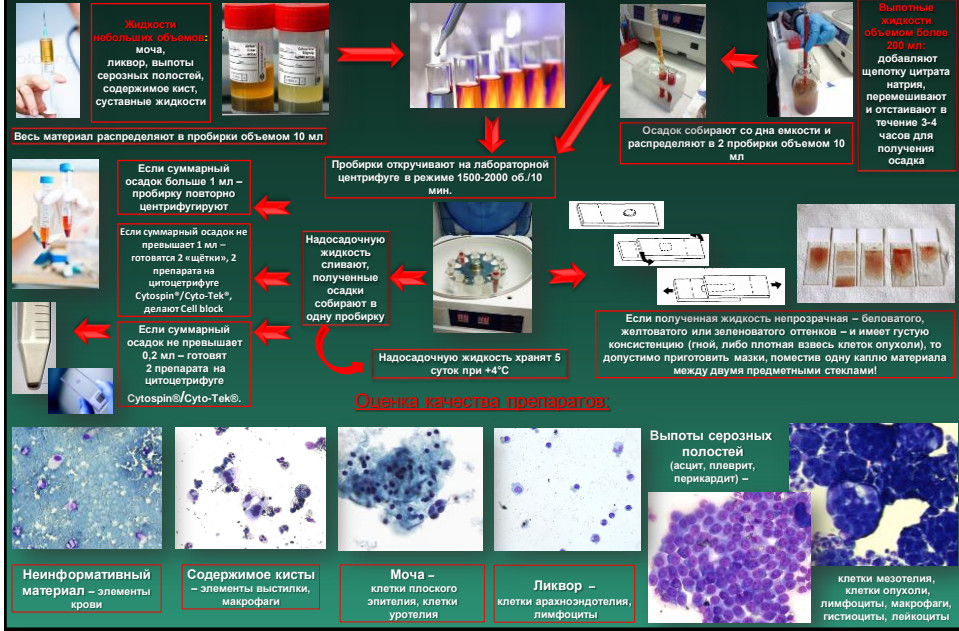 Жидкости
небольших объемов:
моча,
ликвор, выпоты
серозных полостей,
содержимое кист,
суставные жидкости
Весь материал распределяют в пробирки объемом 10 мл
Выпотные
жидкости
объемом более
200 мл:
добавляют
щепотку цитрата
натрия,
перемешивают
и отстаивают в
течение 3-4
часов для
получения
осадка
Осадок собирают со дна емкости и
распределяют в 2 пробирки объемом 10
мл
Пробирки откручивают на лабораторной
центрифуге в режиме 1500-2000 об./10
мин.
Если суммарный
осадок больше 1 мл –
пробирку повторно
центрифугируют
Если суммарный осадок не
превышает 1 мл –
готовятся 2 «щётки», 2
препарата на
цитоцетрифуге
Cytospin®/Cyto-Tek®,
делают Cell block
Если суммарный
осадок не превышает
0,2 мл – готовят
2 препарата на
цитоцетрифуге
Cytospin®/Cyto-Tek®.
Надосадочную
жидкость
сливают,
полученные
осадки
собирают в
одну пробирку
Надосадочную жидкость хранят 5
суток при +4°С
Если полученная жидкость непрозрачная – беловатого,
желтоватого или зеленоватого оттенков – и имеет густую
консистенцию (гной, либо плотная взвесь клеток опухоли), то
допустимо приготовить мазки, поместив одну каплю материала
между двумя предметными стеклами!
Оценка качества препаратов:
Неинформативный
материал – элементы
крови
Содержимое кисты
– элементы выстилки,
макрофаги
Моча –
клетки плоского
эпителия, клетки
уротелия
Ликвор –
клетки арахноэндотелия,
лимфоциты
Выпоты серозных
полостей
(асцит, плеврит,
перикардит) –
клетки мезотелия,
клетки опухоли,
лимфоциты, макрофаги,
гистиоциты, лейкоциты